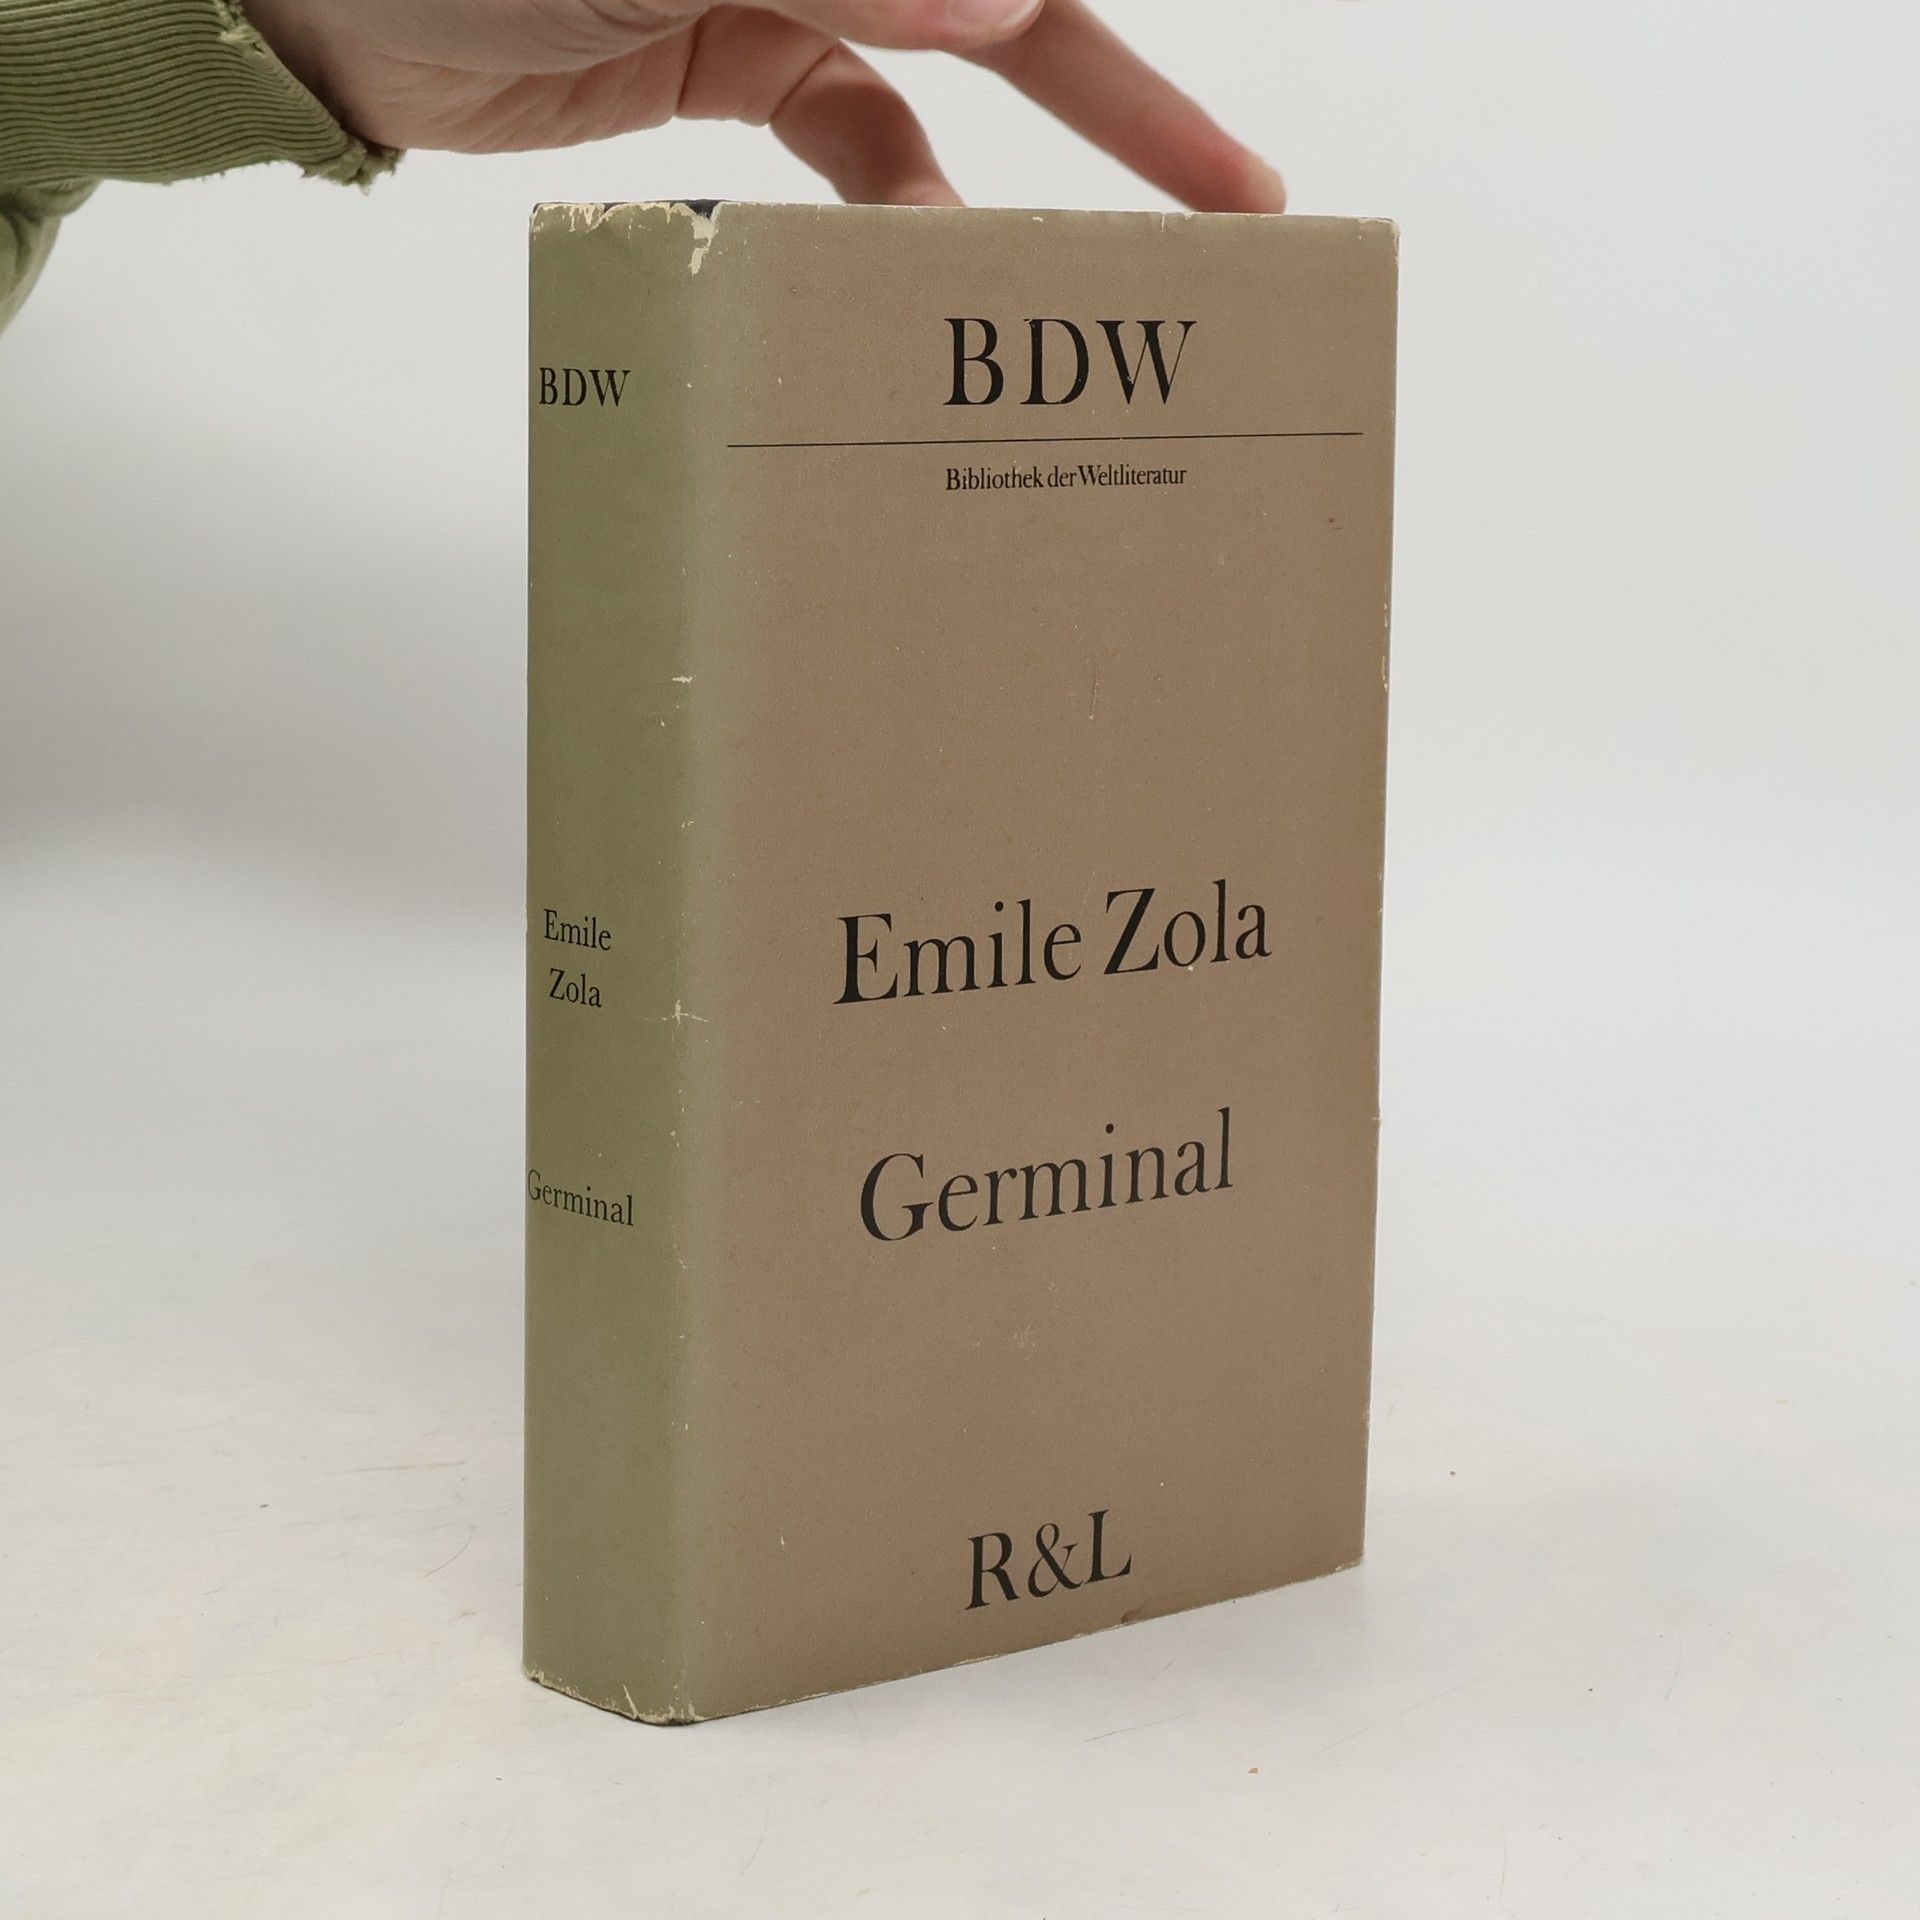 BDW
Emile
Zola
Germinal
BDW
Bibliothek der Weltliteratur
Emile Zola
Germinal
R&L